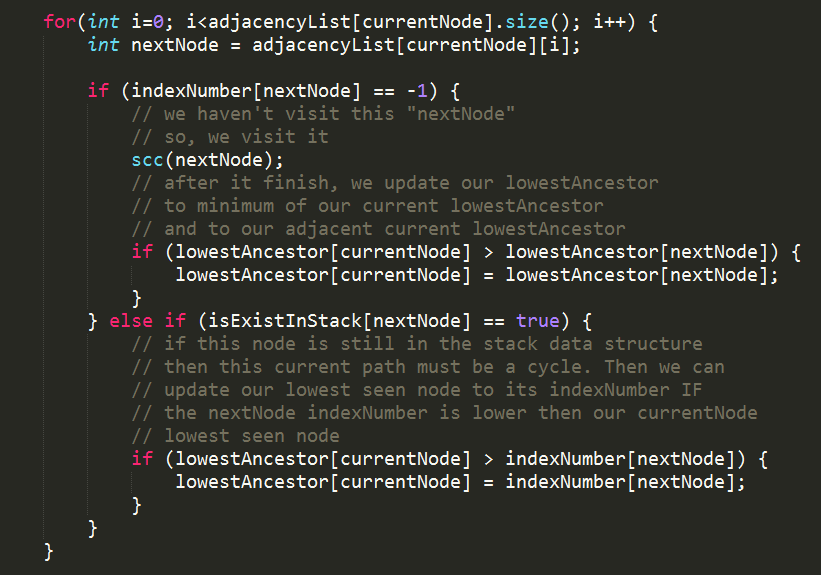 for(int i=0; i<adjacencyList[currentNode].size(); i++) {
int nextNode = adjacencyList[currentNode][i];
if (indexNumber[nextNode] == -1) {
// we haven't visit this "nextNode"
// so, we visit it
scc(nextNode);
// after it finish, we update our lowestAncestor
// to minimum of our current lowestAncestor
// and to our adjacent current lowestAncestor
if (lowestAncestor[currentNode] > lowestAncestor[nextNode]) {
lowestAncestor[currentNode] = lowestAncestor[nextNode];
}
} else if (isExistInStack[nextNode] == true) {
// if this node is still in the stack data structure
// then this current path must be a cycle. Then we can
// update our lowest seen node to its indexNumber IF
// the nextNode indexNumber is lower then our currentNode
// lowest seen node
if (lowestAncestor[currentNode] > indexNumber[nextNode]) {
lowestAncestor[currentNode] = indexNumber[nextNode];
}
}
}